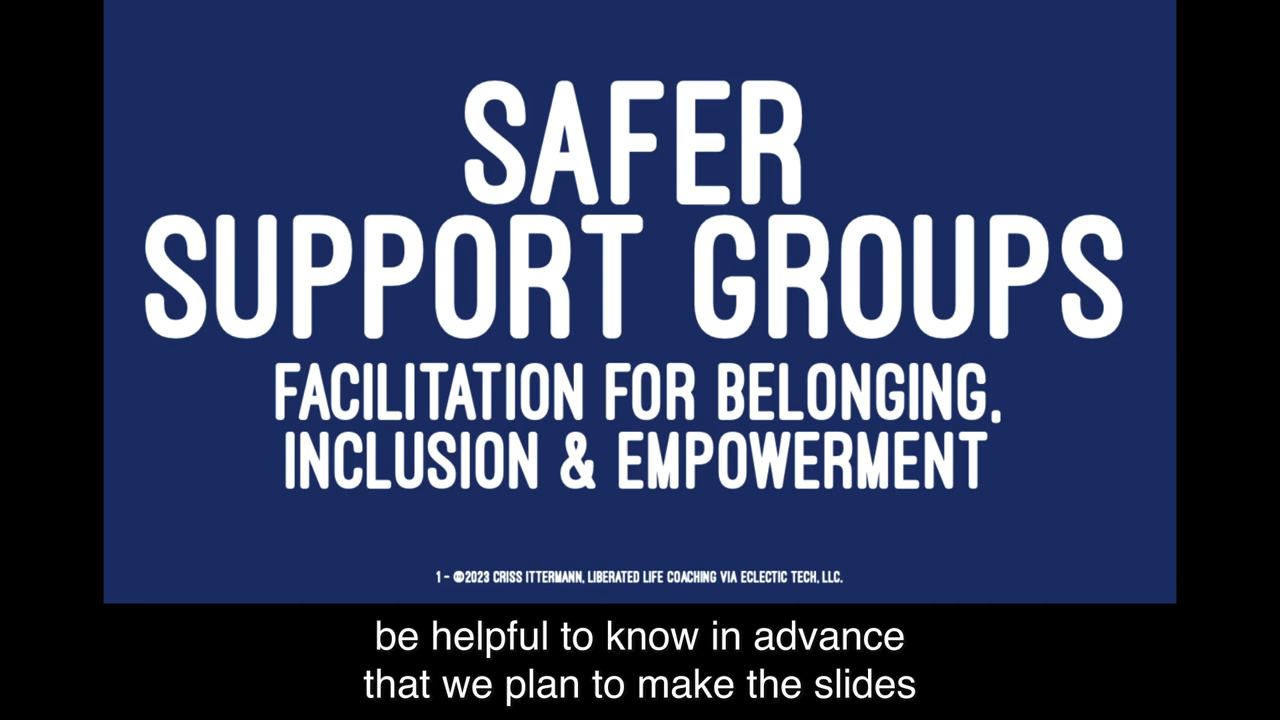 SAFER
SUPPORT GROUPS
FACILITATION FOR BELONGING,
INCLUSION & EMPOWERMENT
1 - ©2023 CRISS ITTERMANN, LIBERATED LIFE COACHING VIA ECLECTIC TECH, LLC.
be helpful to know in advance
that we plan to make the slides